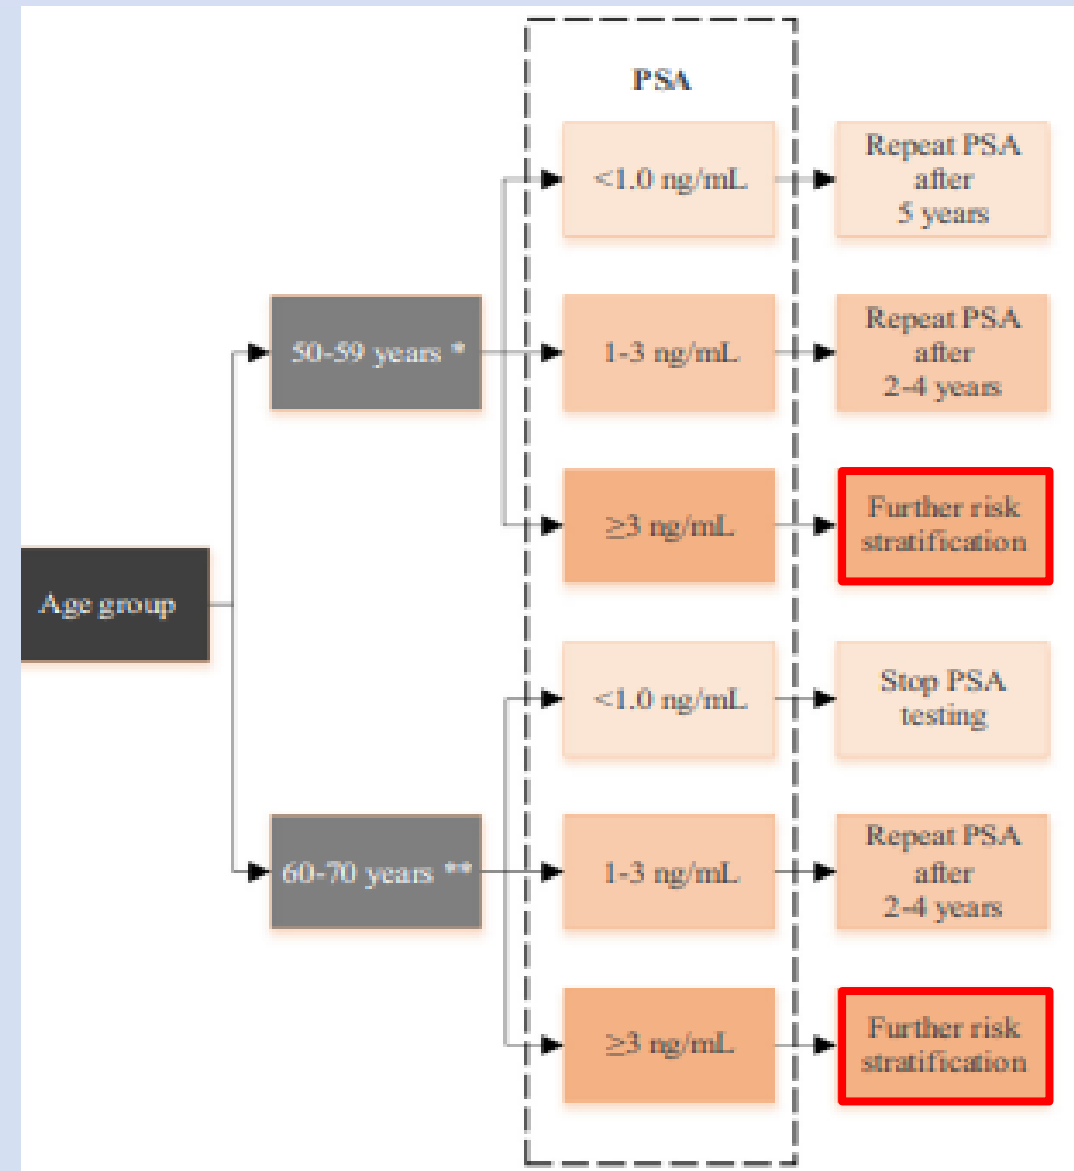 PSA
<1.0 ng/mL
Repeat PSA
after
5 years
50-59 years *
1-3 ng/mL
Repeat PSA
after
2-4 years
≥3 ng/mL
Further risk
stratification
Age group
<1.0 ng/mL
Stop PSA
testing
60-70 years **
1-3 ng/mL
Repeat PSA
after
2-4 years
≥3 ng/mL
Further risk
stratification